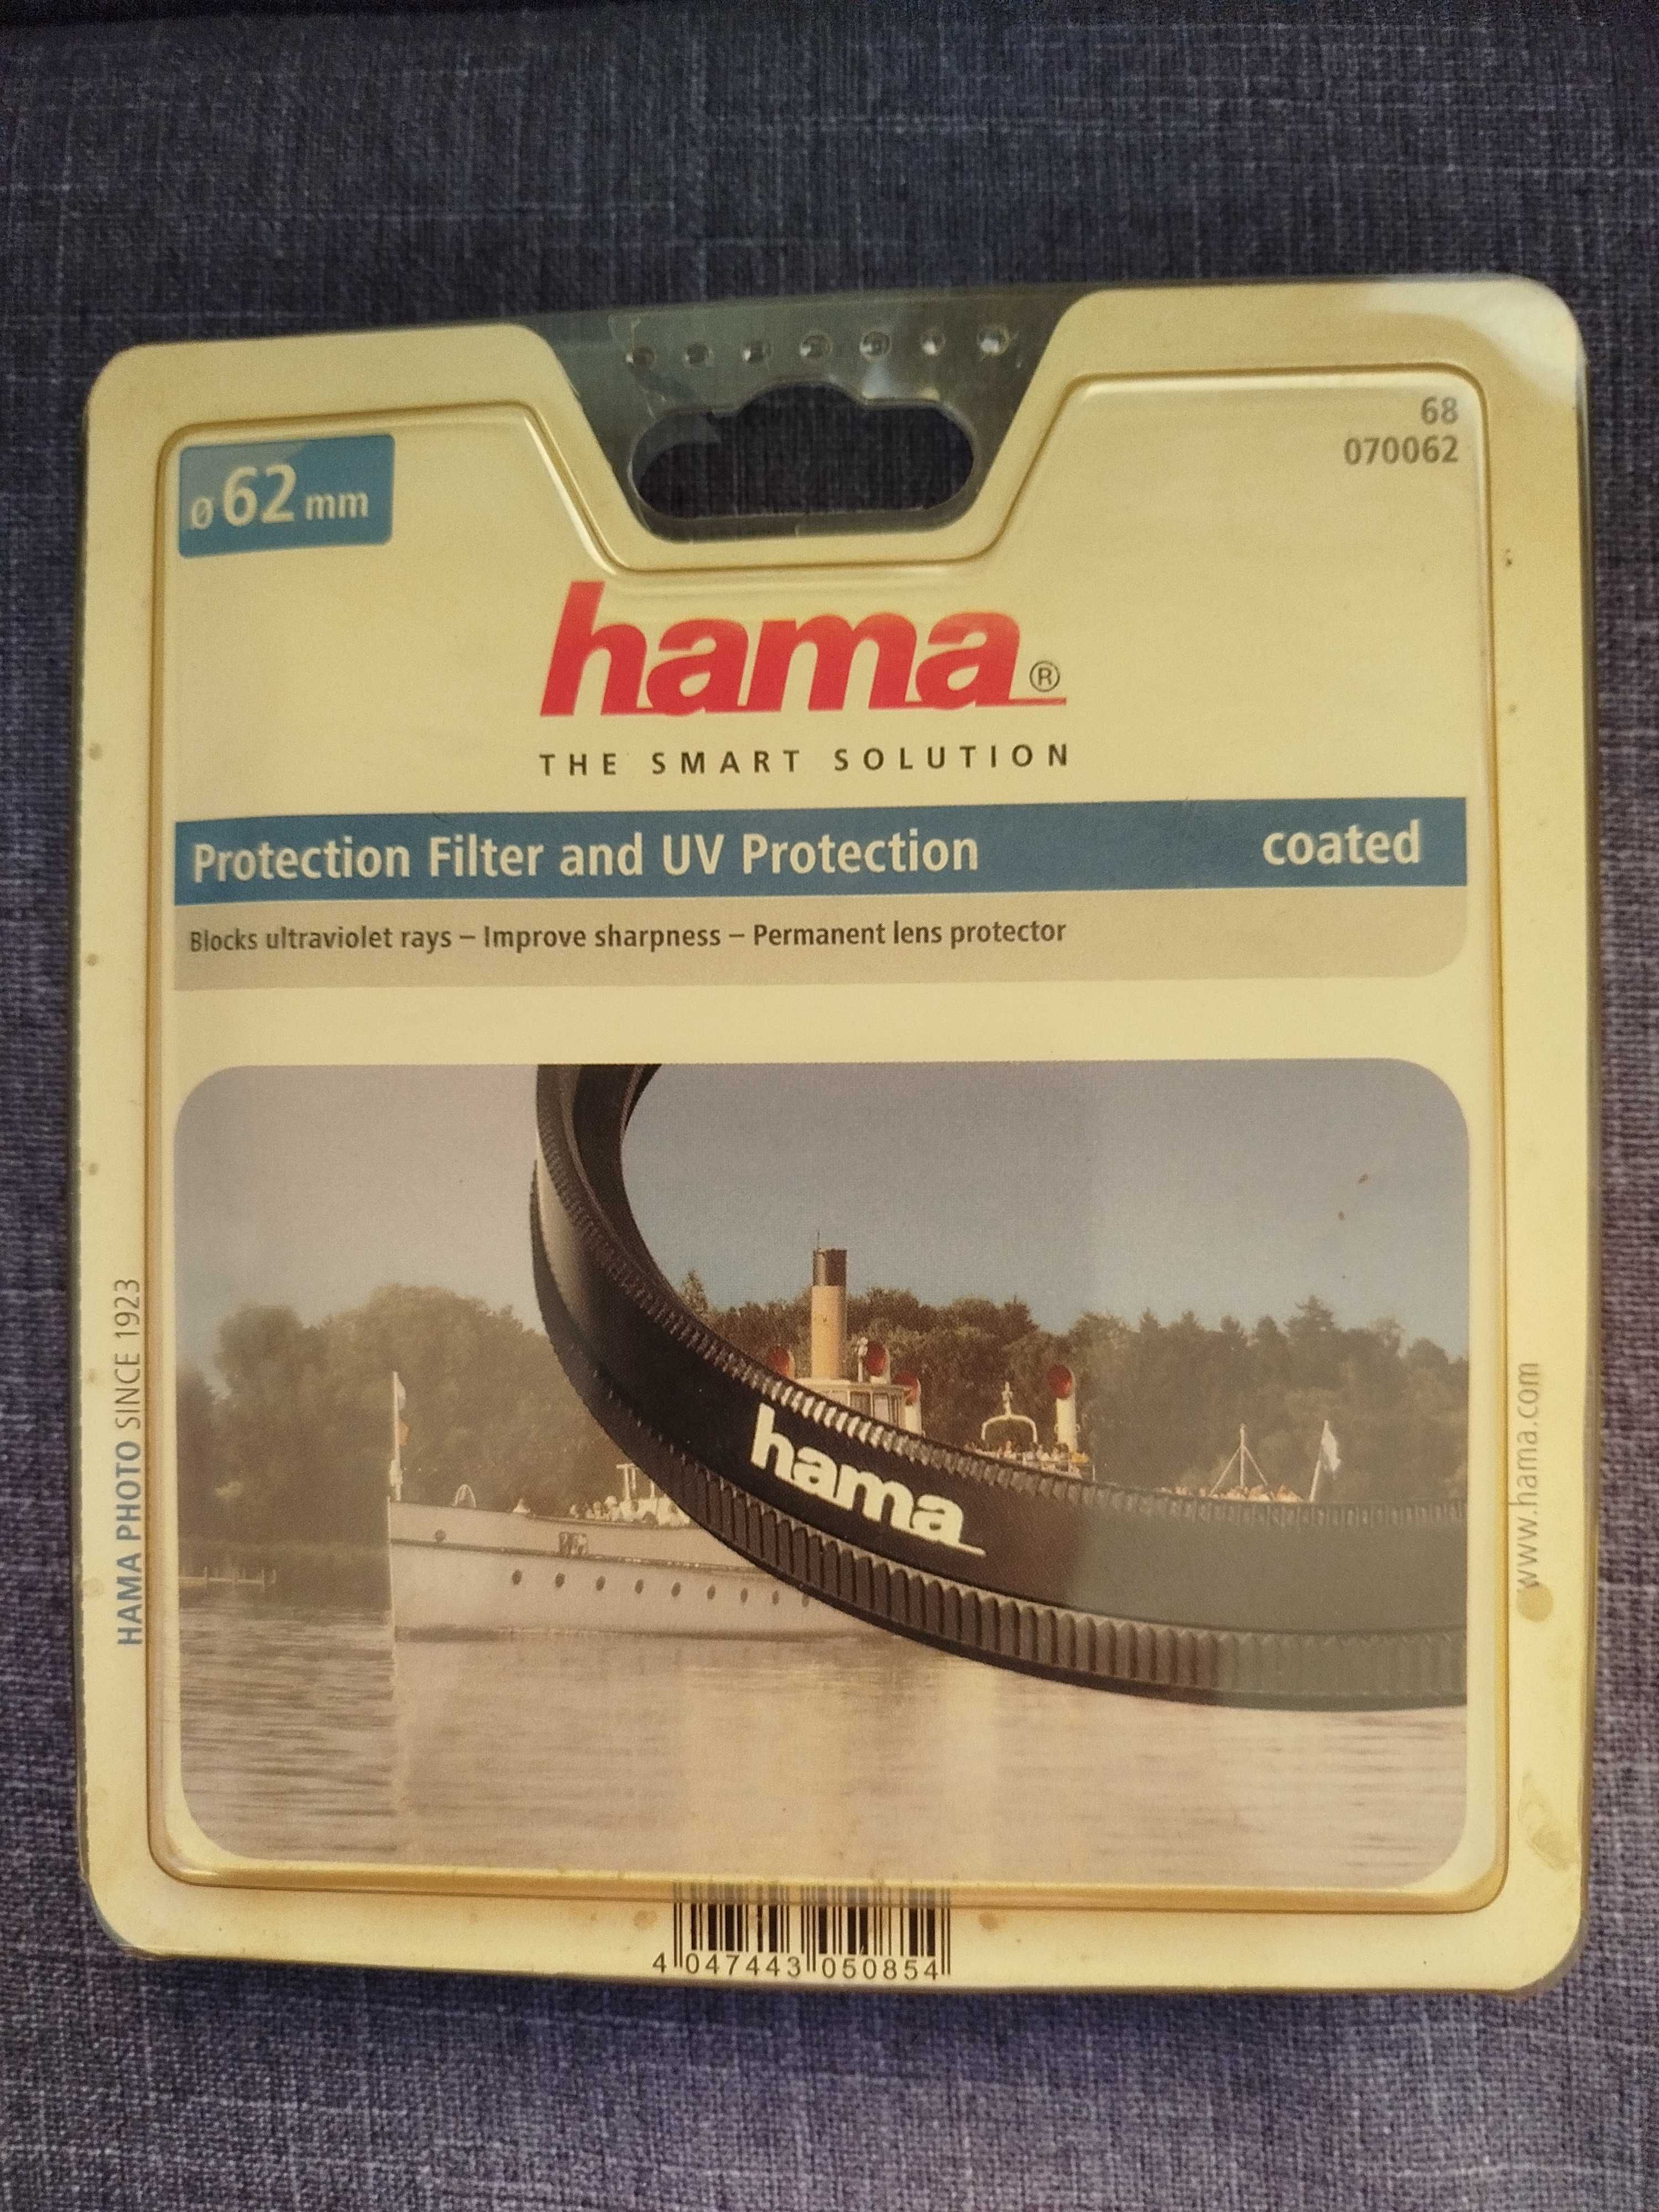 68
070062
ø 62 mm
hama®
THE SMART SOLUTION
Protection Filter and UV Protection coated
Blocks ultraviolet rays – Improve sharpness – Permanent lens protector
hama
HAMA PHOTO SINCE 1923
www.hama.com
4 047443 050854